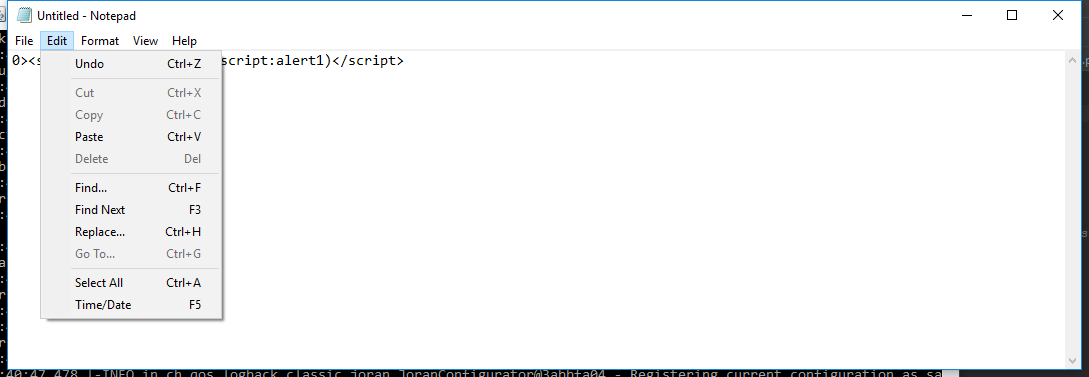 Untitled - Notepad
File Edit Format View Help
0><s script:alert1)</script>
Undo Ctrl+Z
Cut Ctrl+X
Copy Ctrl+C
Paste Ctrl+V
Delete Del
Find... Ctrl+F
Find Next F3
Replace... Ctrl+H
Go To... Ctrl+G
Select All Ctrl+A
Time/Date F5
:40:47,478 |-INFO in ch.qos.logback.classic.joran.JoranConfigurator@3abbfa04 - Registering current configuration as sa